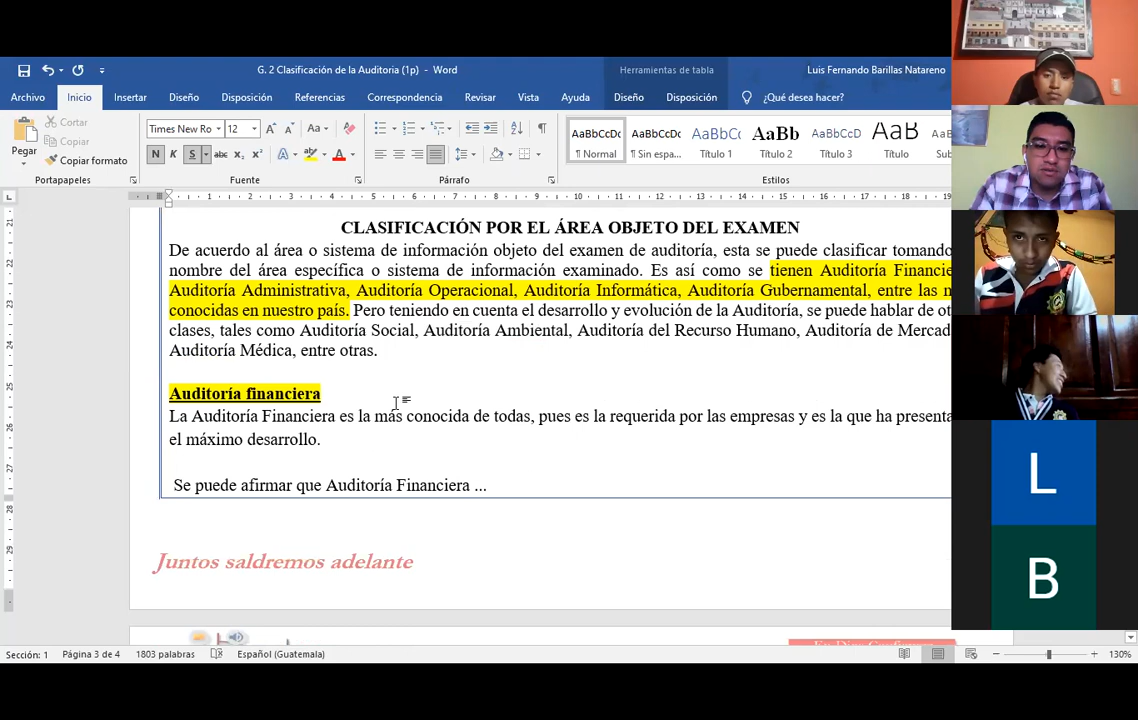 G. 2 Clasificación de la Auditoria (1p) - Word
Herramientas de tabla
Luis Fernando Barillas Natareno
Archivo Inicio Insertar Diseño Disposición Referencias Correspondencia Revisar Vista Ayuda Diseño Disposición ¿Qué desea hacer?
Pegar
Cortar
Copiar
Copiar formato
Portapapeles
Times New Ro 12
Fuente
Párrafo
AaBbCcDc AaBbCcDc AaBbCcI AaBb AaBbCcD AaB AaBbCcD
¶ Normal ¶ Sin espa... Título 1 Título 2 Título 3 Título Sub
Estilos
CLASIFICACIÓN POR EL ÁREA OBJETO DEL EXAMEN
De acuerdo al área o sistema de información objeto del examen de auditoría, esta se puede clasificar tomando
nombre del área específica o sistema de información examinado. Es así como se tienen Auditoría Financie
Auditoría Administrativa, Auditoría Operacional, Auditoría Informática, Auditoría Gubernamental, entre las m
conocidas en nuestro país. Pero teniendo en cuenta el desarrollo y evolución de la Auditoría, se puede hablar de ot
clases, tales como Auditoría Social, Auditoría Ambiental, Auditoría del Recurso Humano, Auditoría de Mercad
Auditoría Médica, entre otras.
Auditoría financiera
La Auditoría Financiera es la más conocida de todas, pues es la requerida por las empresas y es la que ha presenta
el máximo desarrollo.
Se puede afirmar que Auditoría Financiera ...
Juntos saldremos adelante
Sección: 1 Página 3 de 4 1803 palabras Español (Guatemala) 130%
L
B